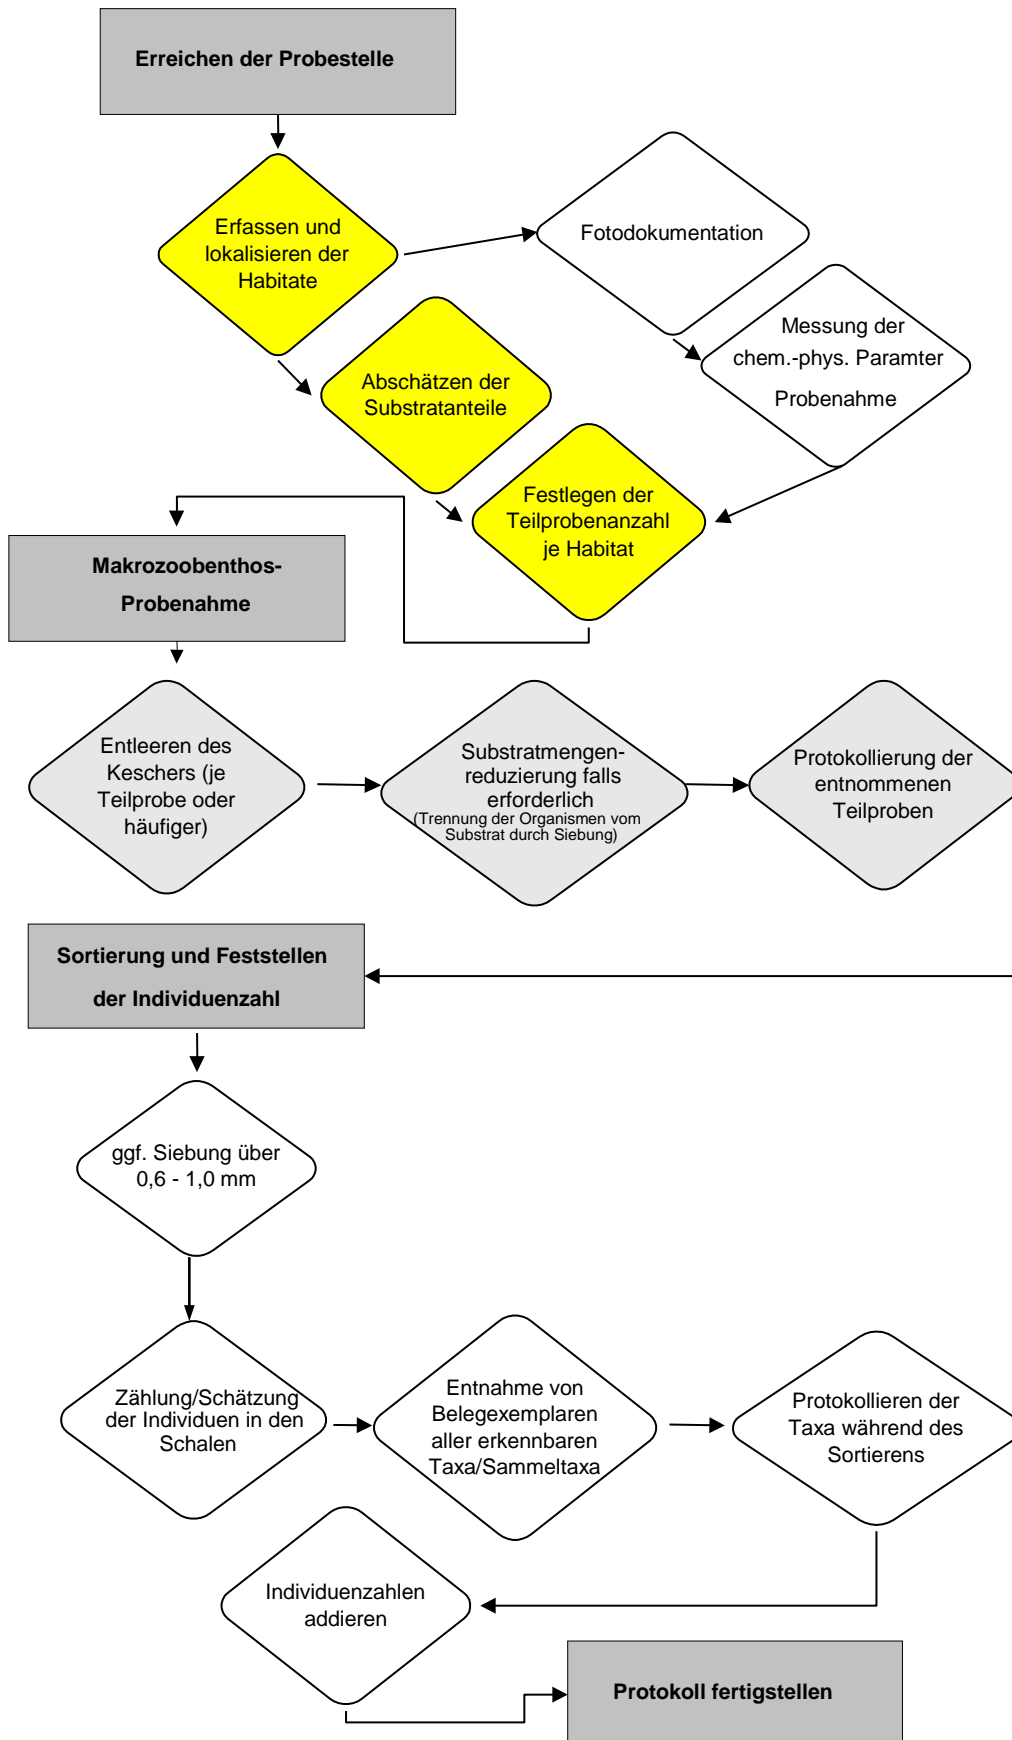 Erreichen der Probestelle
Erfassen und
lokalisieren der
Habitate
Fotodokumentation
Messung der
chem.-phys. Paramter
Probenahme
Abschätzen der
Substratanteile
Festlegen der
Teilprobenanzahl
je Habitat
Makrozoobenthos-
Probenahme
Entleeren des
Keschers (je
Teilprobe oder
häufiger)
Substratmengen-
reduzierung falls
erforderlich
(Trennung der Organismen vom
Substrat durch Siebung)
Protokollierung der
entnommenen
Teilproben
Sortierung und Feststellen
der Individuenzahl
ggf. Siebung über
0,6 - 1,0 mm
Zählung/Schätzung
der Individuen in den
Schalen
Entnahme von
Belegexemplaren
aller erkennbaren
Taxa/Sammeltaxa
Protokollieren der
Taxa während des
Sortierens
Individuenzahlen
addieren
Protokoll fertigstellen